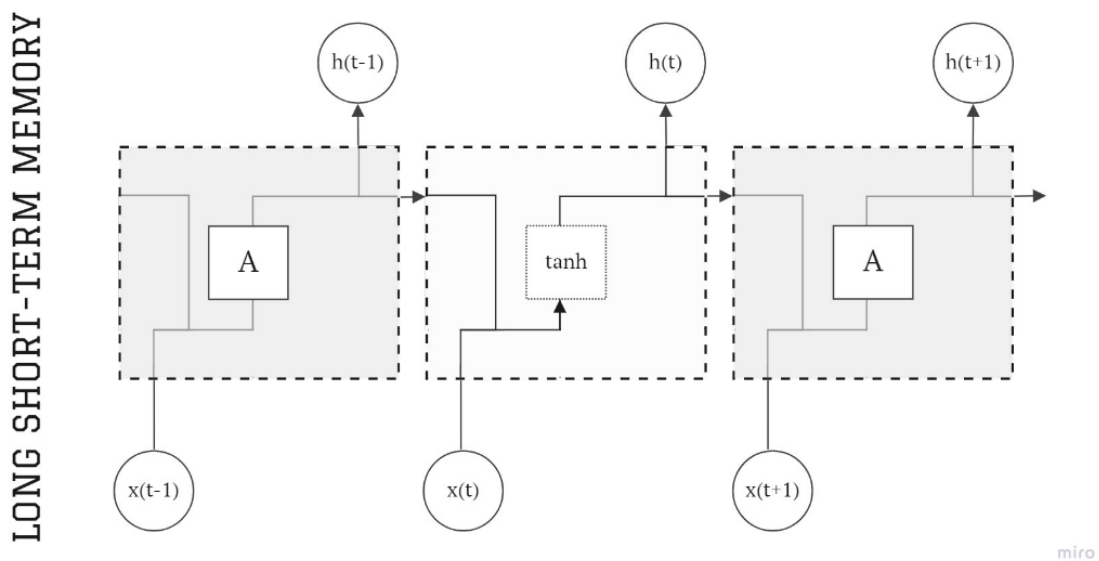 LONG SHORT-TERM MEMORY
h(t-1)
h(t)
h(t+1)
A
tanh
A
x(t-1)
x(t)
x(t+1)
miro